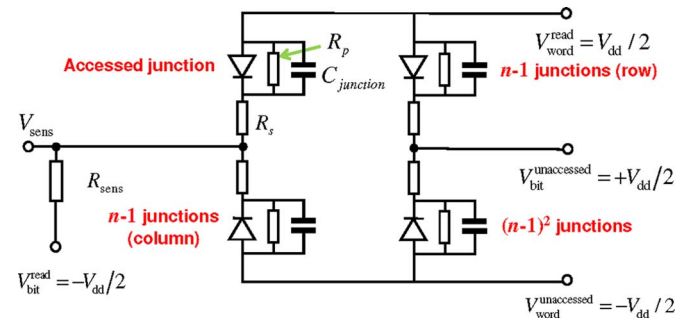 Accessed junction
R_p
C_junction
V_word^read = V_dd / 2
n-1 junctions (row)
V_sens
R_s
R_sens
V_bit^unaccessed = +V_dd/2
n-1 junctions
(column)
(n-1)² junctions
V_bit^read = −V_dd/2
V_word^unaccessed = −V_dd / 2